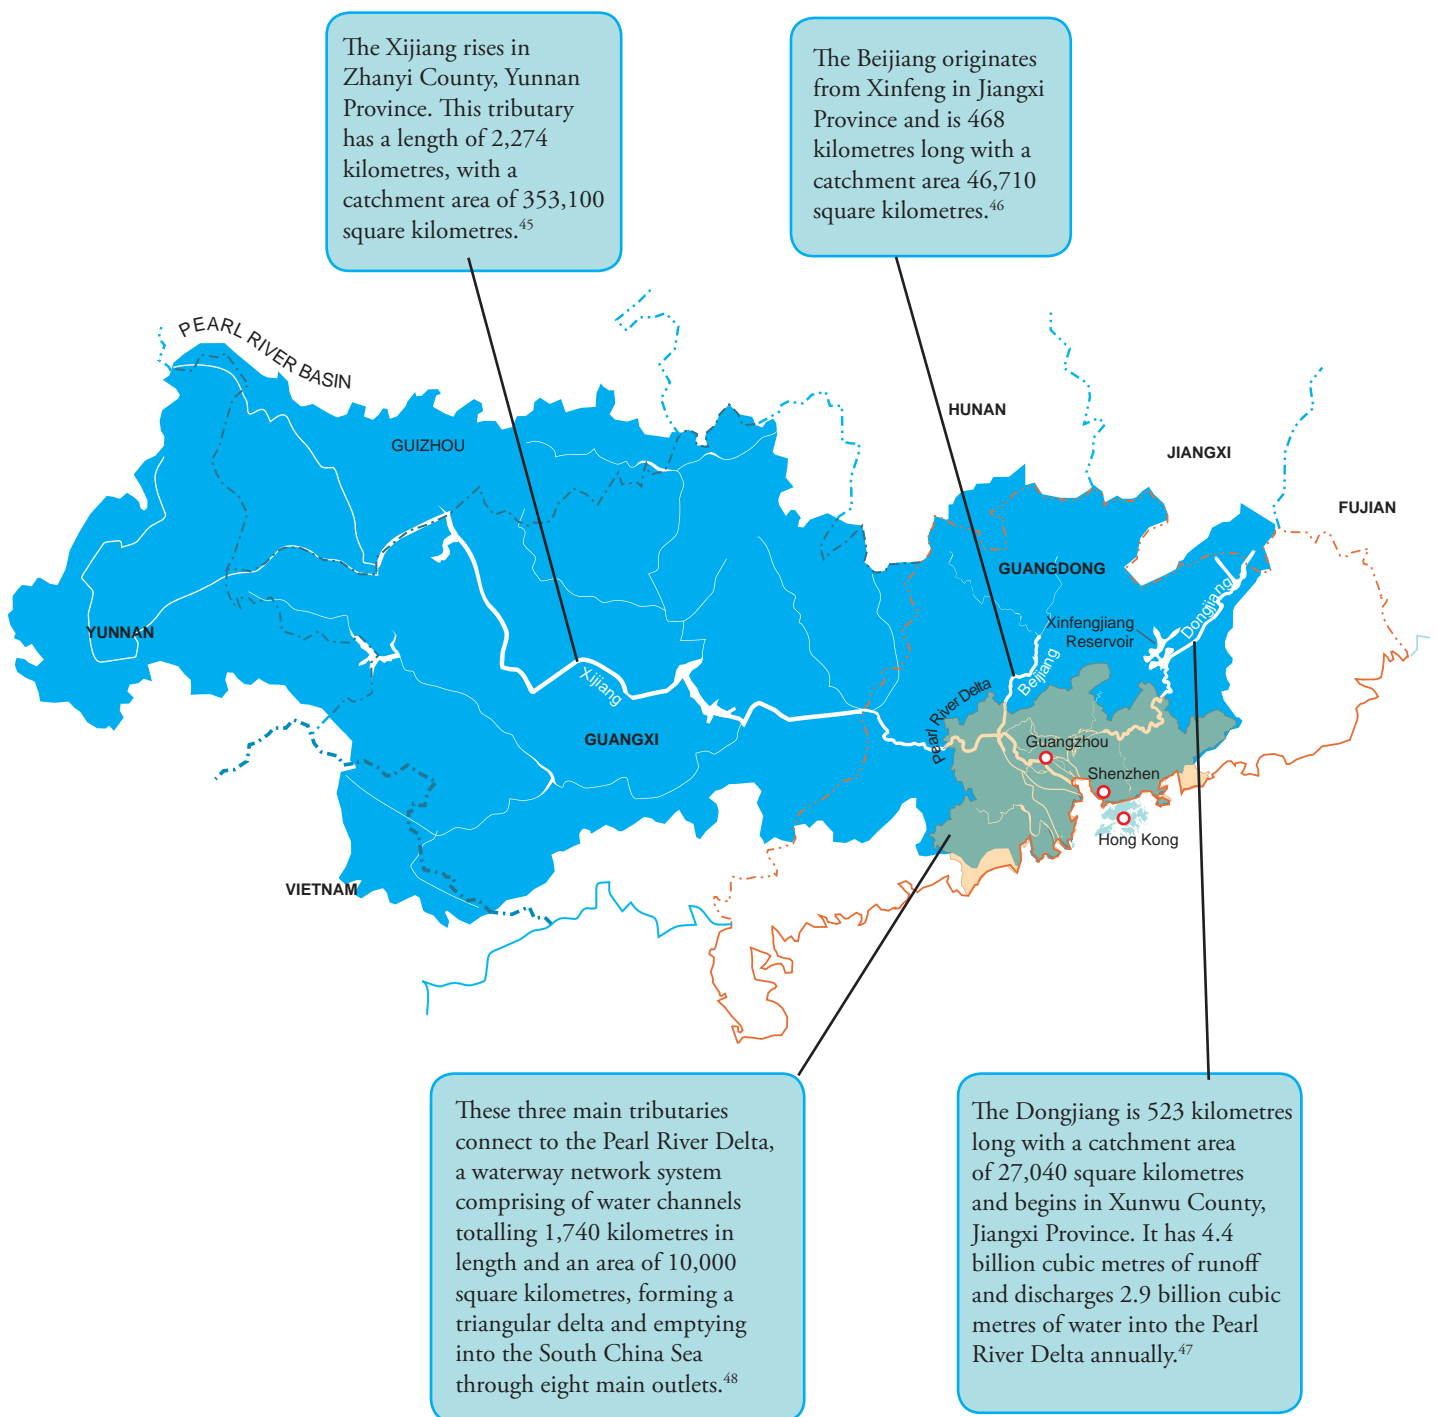 The Xijiang rises in
Zhanyi County, Yunnan
Province. This tributary
has a length of 2,274
kilometres, with a
catchment area of 353,100
square kilometres.45
The Beijiang originates
from Xinfeng in Jiangxi
Province and is 468
kilometres long with a
catchment area 46,710
square kilometres.46
PEARL RIVER BASIN
HUNAN
GUIZHOU
JIANGXI
FUJIAN
GUANGDONG
Xinfengjiang
Reservoir
Dongjiang
YUNNAN
Beijiang
Xijiang
Pearl River Delta
GUANGXI
Guangzhou
Shenzhen
Hong Kong
VIETNAM
These three main tributaries
connect to the Pearl River Delta,
a waterway network system
comprising of water channels
totalling 1,740 kilometres in
length and an area of 10,000
square kilometres, forming a
triangular delta and emptying
into the South China Sea
through eight main outlets.48
The Dongjiang is 523 kilometres
long with a catchment area
of 27,040 square kilometres
and begins in Xunwu County,
Jiangxi Province. It has 4.4
billion cubic metres of runoff
and discharges 2.9 billion cubic
metres of water into the Pearl
River Delta annually.47